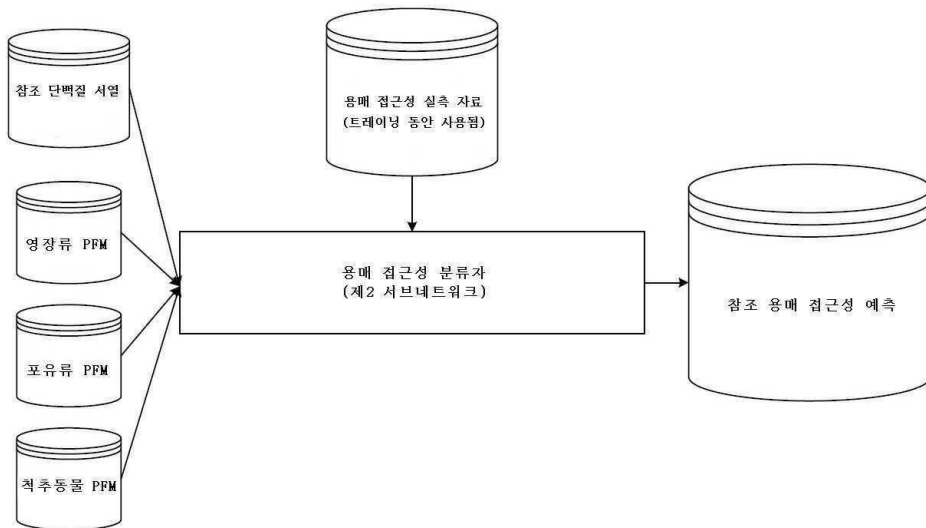 참조 단백질 서열
영장류 PFM
포유류 PFM
척추동물 PFM
용매 접근성 실측 자료
(트레이닝 동안 사용됨)
용매 접근성 분류자
(제2 서브네트워크)
참조 용매 접근성 예측